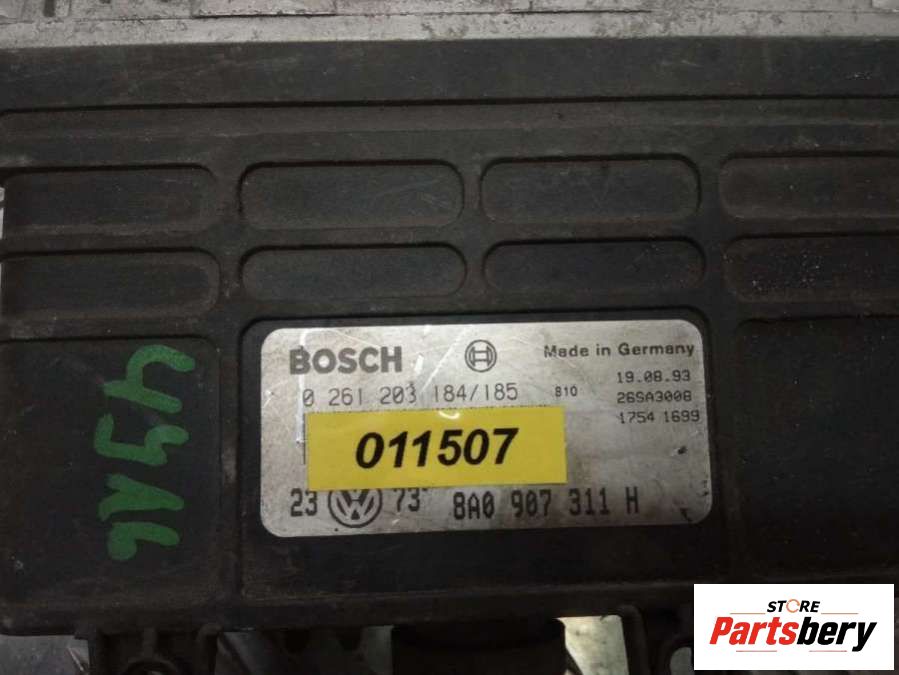 BOSCH
Made in Germany
0 261 203 184/185 810 19.08.93
26SA3008
1754 1699
011507
23 VW 73 8A0 907 311 H
STORE
Partsbery